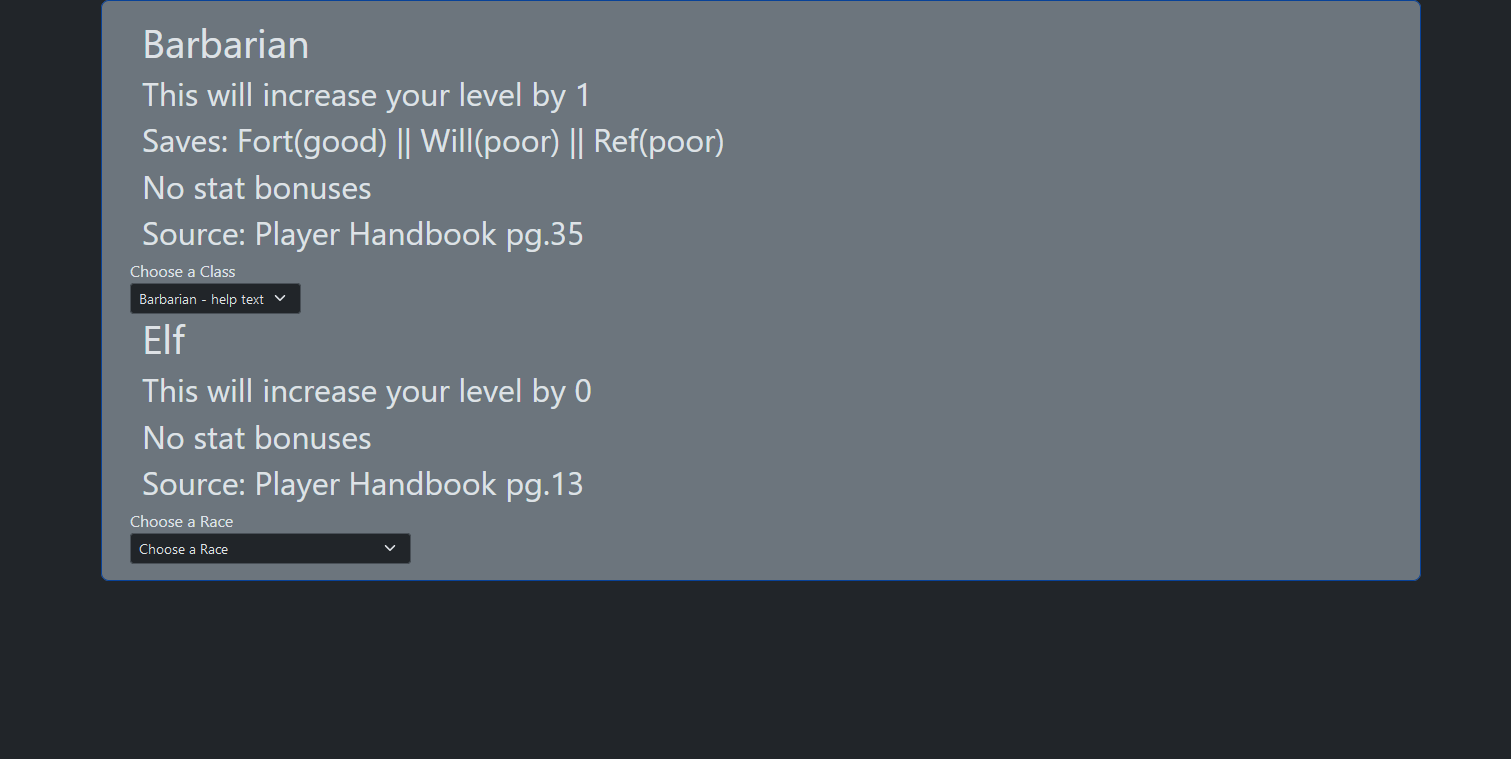 Barbarian
This will increase your level by 1
Saves: Fort(good) || Will(poor) || Ref(poor)
No stat bonuses
Source: Player Handbook pg.35
Choose a Class
Barbarian - help text
Elf
This will increase your level by 0
No stat bonuses
Source: Player Handbook pg.13
Choose a Race
Choose a Race